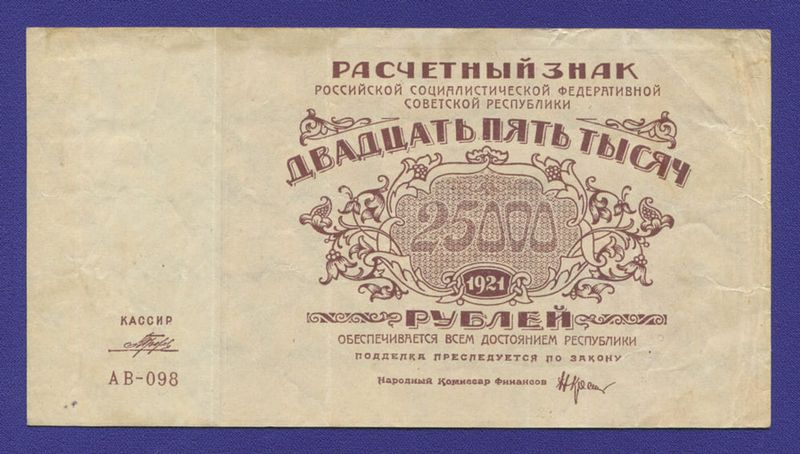 РАСЧЕТНЫЙ ЗНАК
РОССИЙСКОЙ СОЦИАЛИСТИЧЕСКОЙ ФЕДЕРАТИВНОЙ
СОВЕТСКОЙ РЕСПУБЛИКИ
ДВАДЦАТЬ ПЯТЬ ТЫСЯЧ
25000
1921
РУБЛЕЙ
ОБЕСПЕЧИВАЕТСЯ ВСЕМ ДОСТОЯНИЕМ РЕСПУБЛИКИ
ПОДДЕЛКА ПРЕСЛЕДУЕТСЯ ПО ЗАКОНУ
Народный Комиссар Финансов
КАССИР
АВ-098